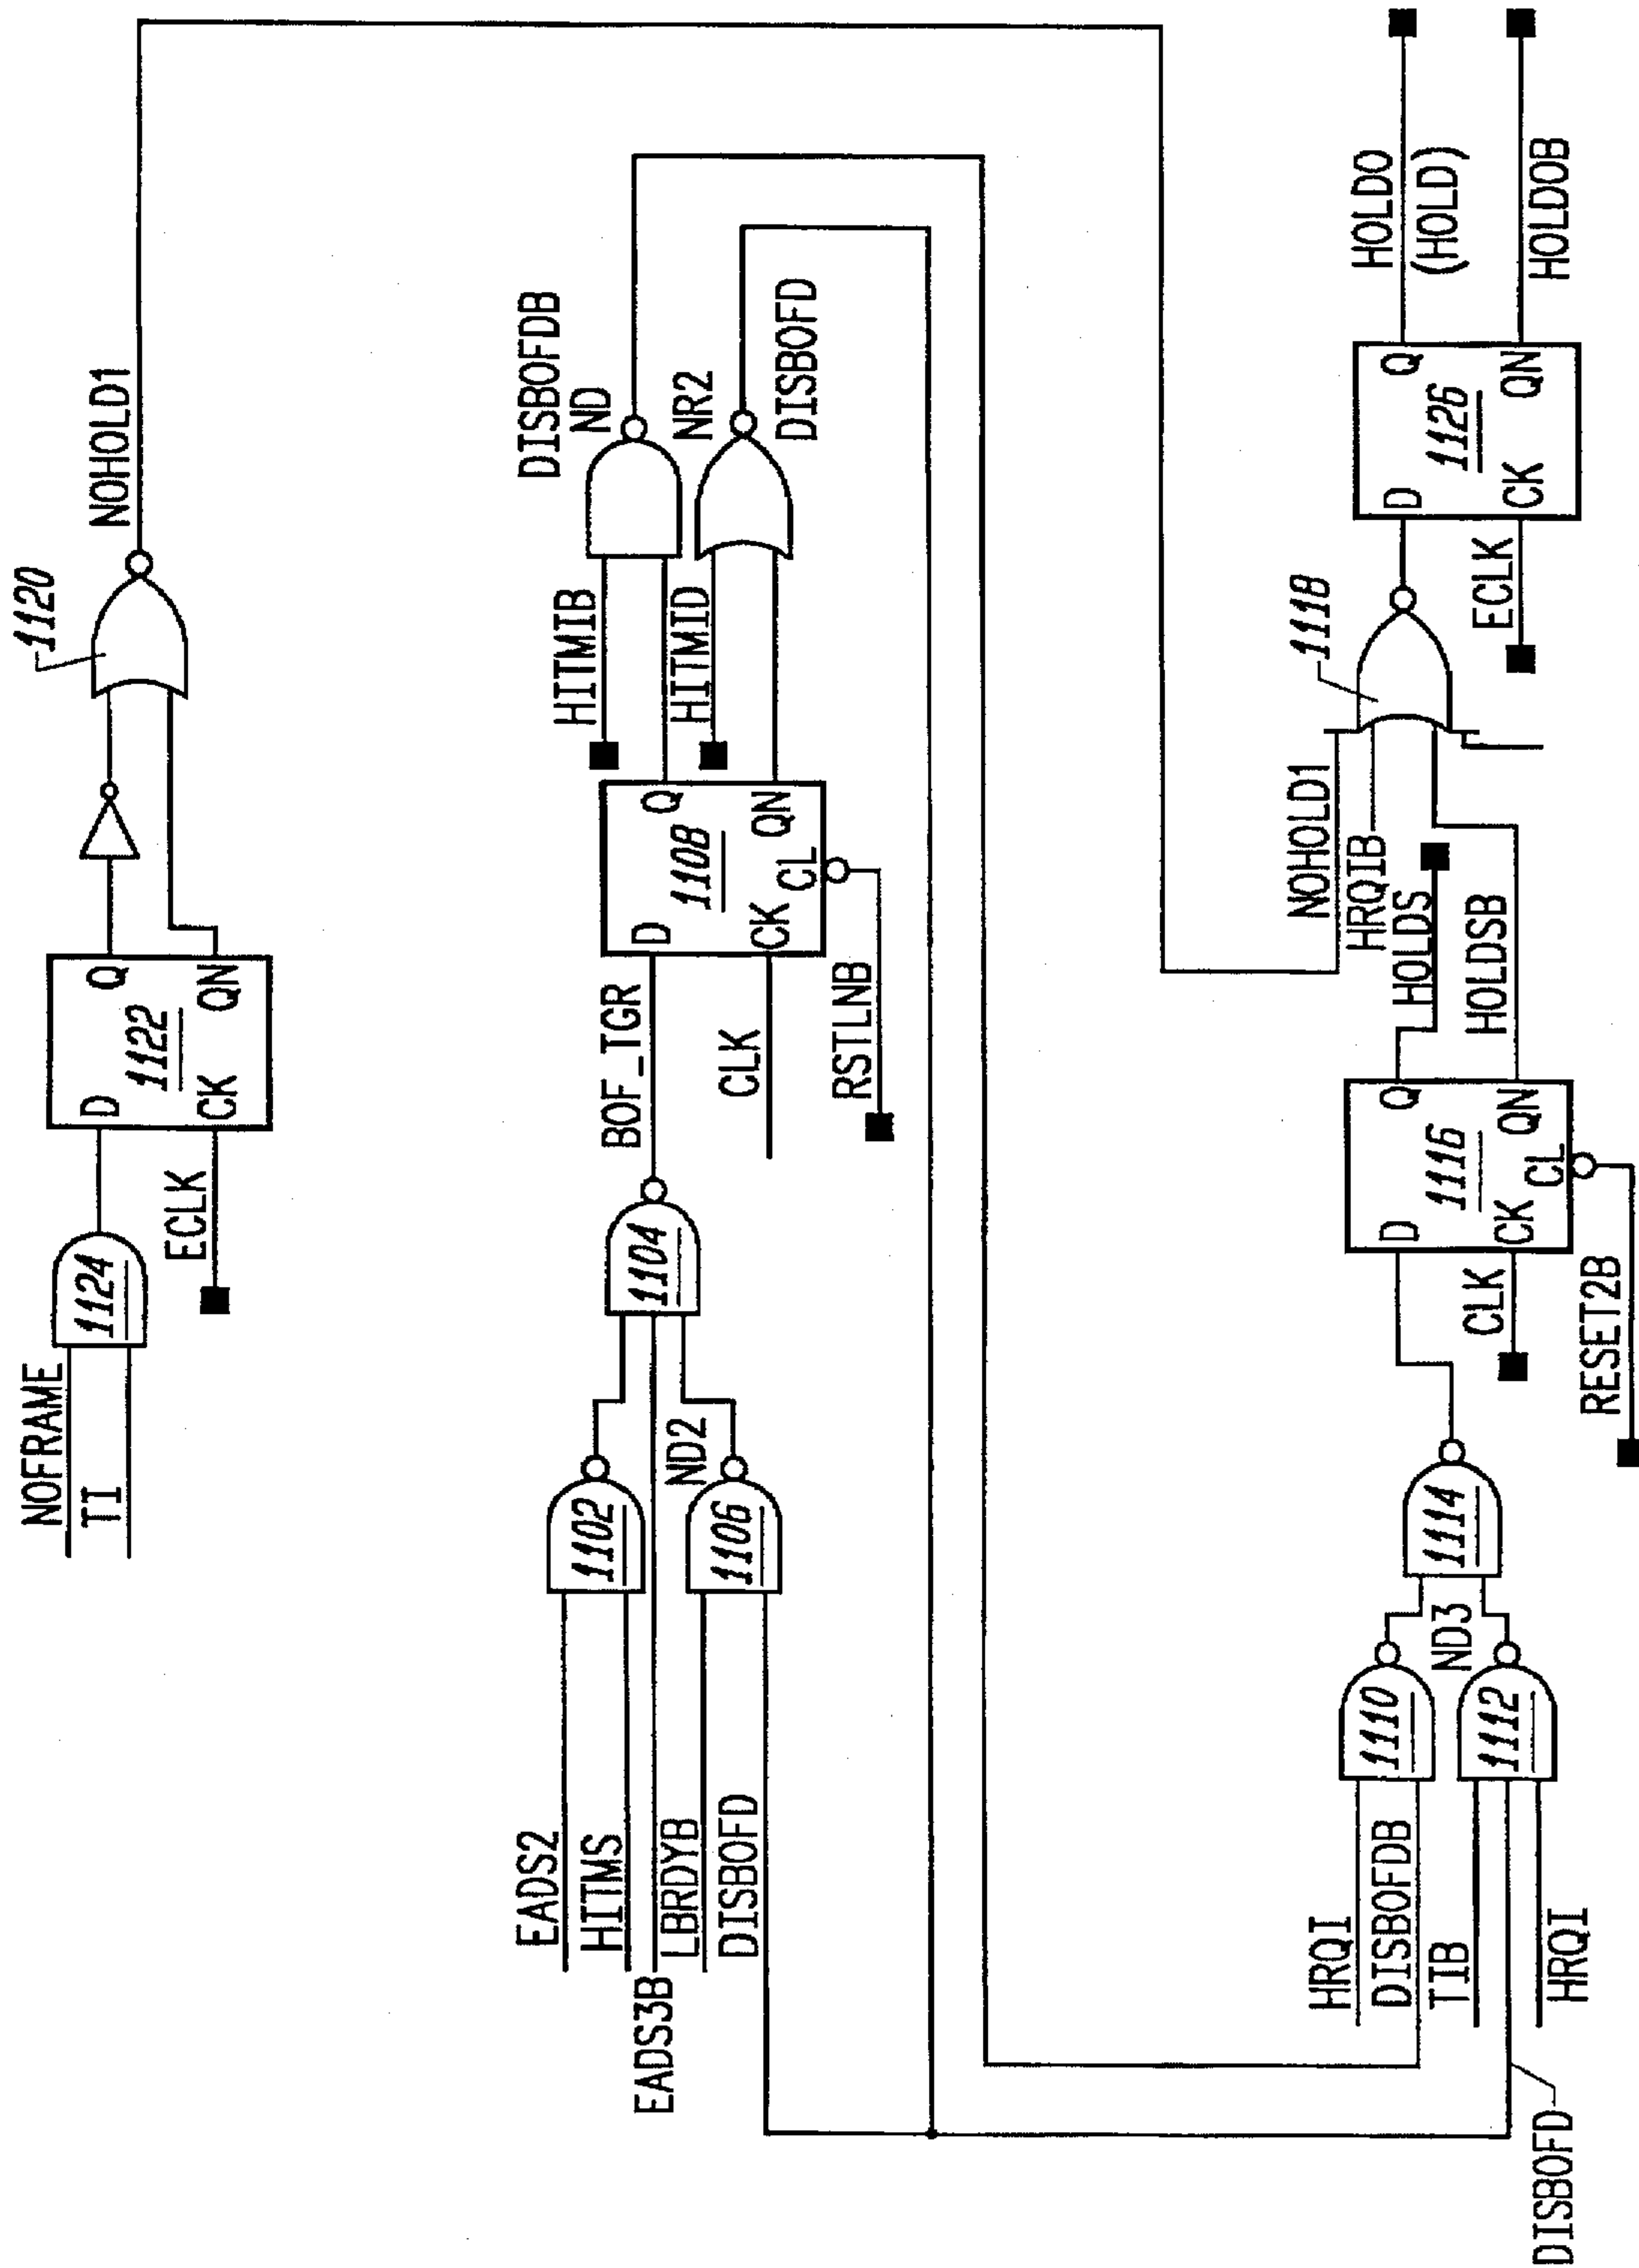 1120
NOFRAME
TI
1124
ECLK
D
Q
1122
CK
QN
NOHOLD1
EADS2
HITMS
EADS3B
LBRDYB
DISBOFD
1102
ND2
1106
1104
BOF_TGR
CLK
RSTLNB
D
Q
1108
CK
QN
CL
HITMIB
HITMID
DISBOFDB
ND
NR2
DISBOFD
HRQI
DISBOFDB
TIB
HRQI
DISBOFD
1110
ND3
1112
1114
CLK
RESET2B
D
Q
1116
CK
QN
CL
NOHOLD1
HRQIB
HOLDS
HOLDSB
1118
ECLK
D
Q
1126
CK
QN
HOLDO
(HOLD)
HOLDOB